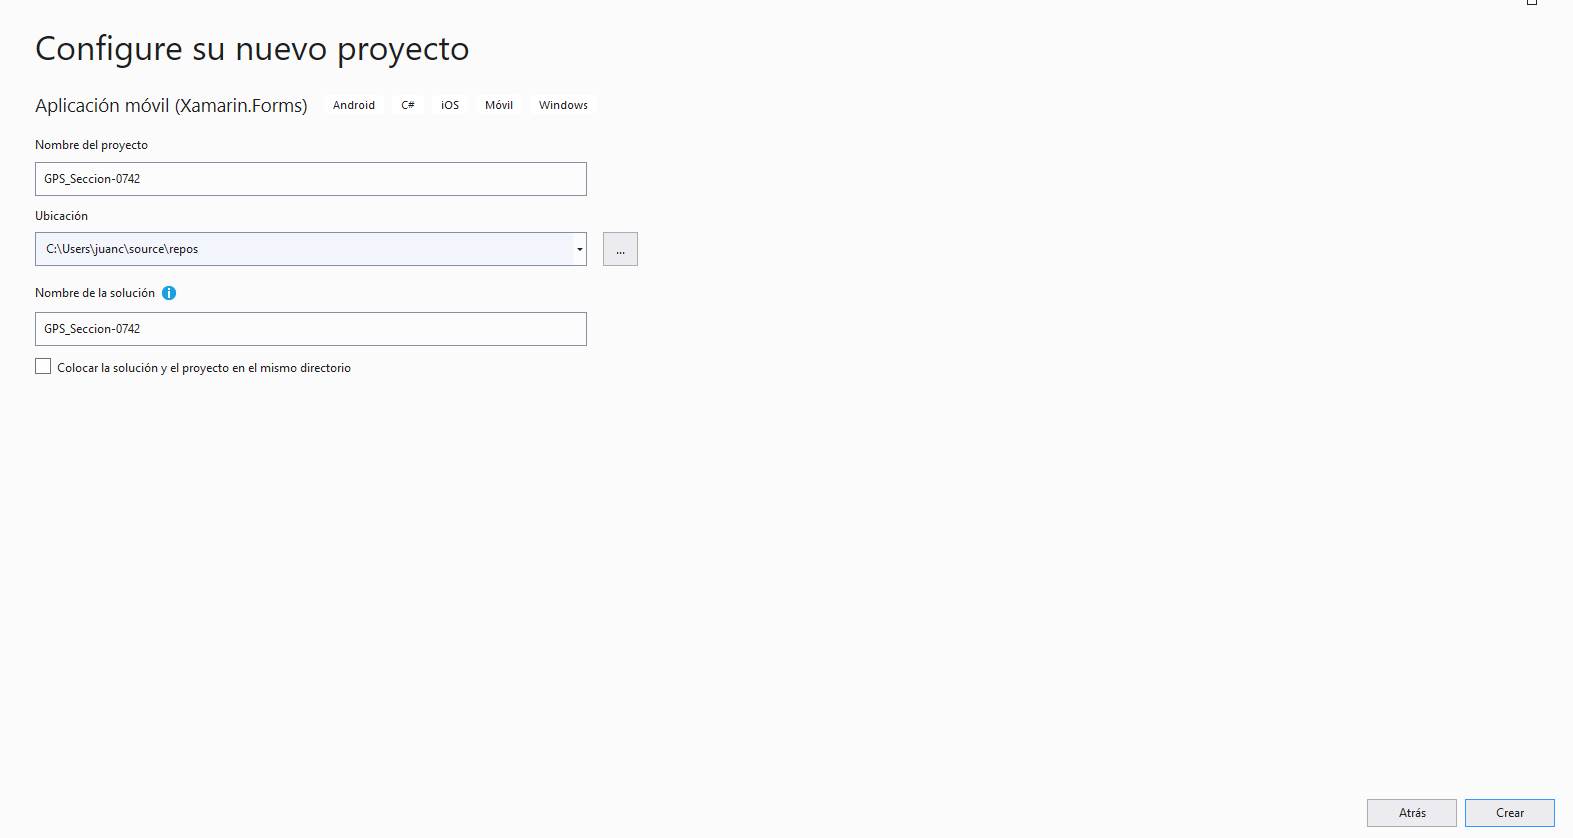 Configure su nuevo proyecto
Aplicación móvil (Xamarin.Forms) Android C# iOS Móvil Windows
Nombre del proyecto
GPS_Seccion-0742
Ubicación
C:\Users\juanc\source\repos
...
Nombre de la solución
GPS_Seccion-0742
Colocar la solución y el proyecto en el mismo directorio
Atrás Crear